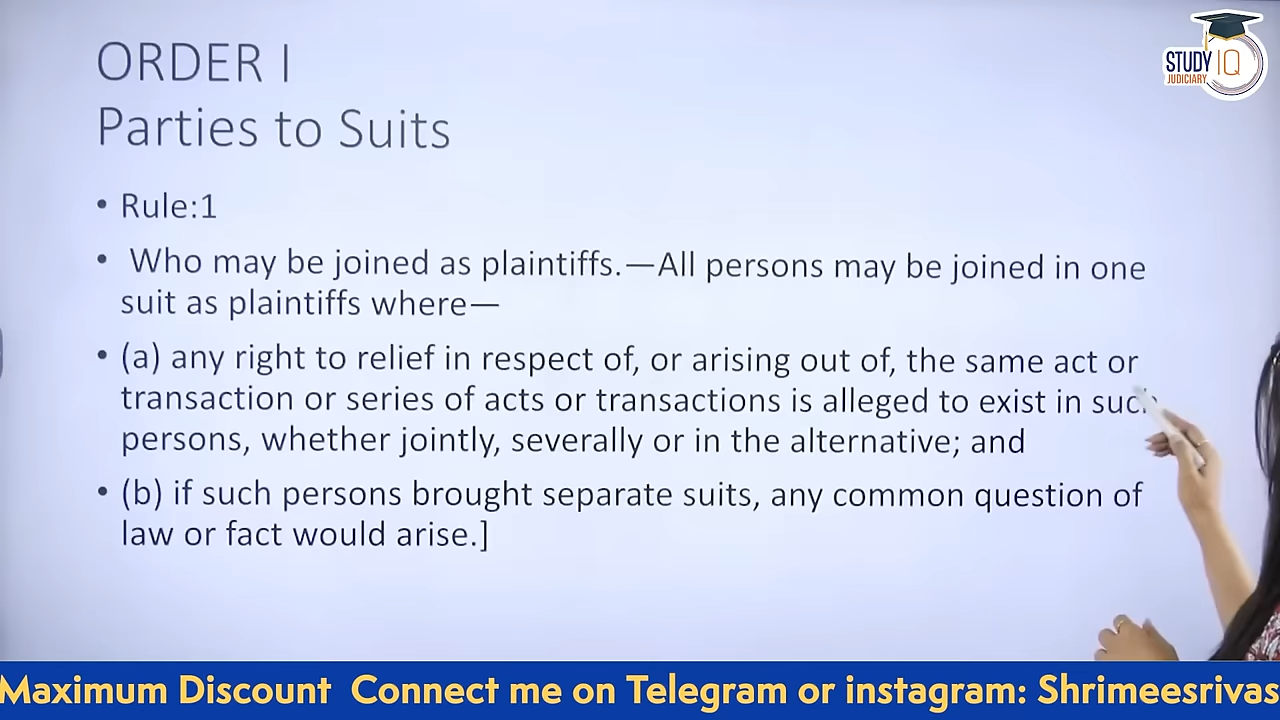 ORDER I
Parties to Suits
• Rule:1
• Who may be joined as plaintiffs.—All persons may be joined in one
suit as plaintiffs where—
• (a) any right to relief in respect of, or arising out of, the same act or
transaction or series of acts or transactions is alleged to exist in such
persons, whether jointly, severally or in the alternative; and
• (b) if such persons brought separate suits, any common question of
law or fact would arise.]
STUDY IQ
JUDICIARY
Maximum Discount Connect me on Telegram or instagram: Shrimeesrivas